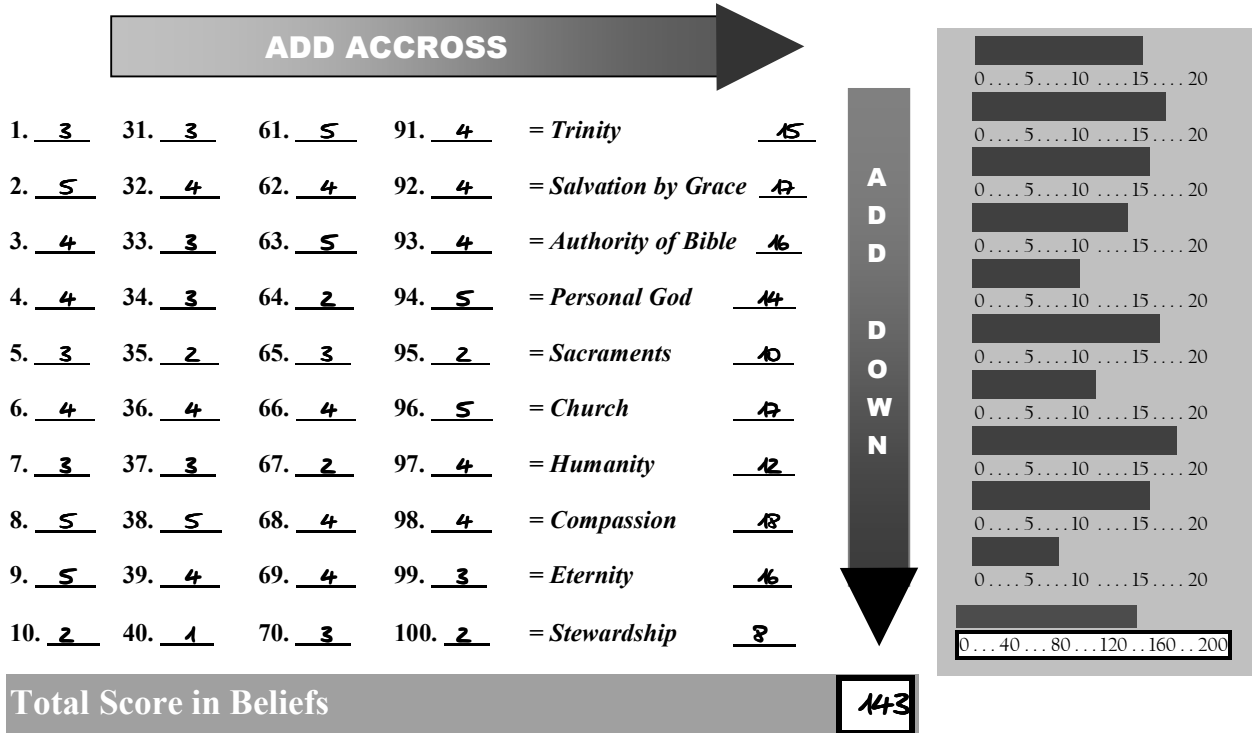 ADD ACCROSS
1. 3 31. 3 61. 5 91. 4 = Trinity 15
2. 5 32. 4 62. 4 92. 4 = Salvation by Grace 17
3. 4 33. 3 63. 5 93. 4 = Authority of Bible 16
4. 4 34. 3 64. 2 94. 5 = Personal God 14
5. 3 35. 2 65. 3 95. 2 = Sacraments 10
6. 4 36. 4 66. 4 96. 5 = Church 17
7. 3 37. 3 67. 2 97. 4 = Humanity 12
8. 5 38. 5 68. 4 98. 4 = Compassion 18
9. 5 39. 4 69. 4 99. 3 = Eternity 16
10. 2 40. 1 70. 3 100. 2 = Stewardship 8
Total Score in Beliefs 143
ADD DOWN
0 . . . . 5 . . . . 10 . . . . 15 . . . . 20
0 . . . . 5 . . . . 10 . . . . 15 . . . . 20
0 . . . . 5 . . . . 10 . . . . 15 . . . . 20
0 . . . . 5 . . . . 10 . . . . 15 . . . . 20
0 . . . . 5 . . . . 10 . . . . 15 . . . . 20
0 . . . . 5 . . . . 10 . . . . 15 . . . . 20
0 . . . . 5 . . . . 10 . . . . 15 . . . . 20
0 . . . . 5 . . . . 10 . . . . 15 . . . . 20
0 . . . . 5 . . . . 10 . . . . 15 . . . . 20
0 . . . . 5 . . . . 10 . . . . 15 . . . . 20
0 . . . 40 . . . 80 . . . 120 . . 160 . . 200